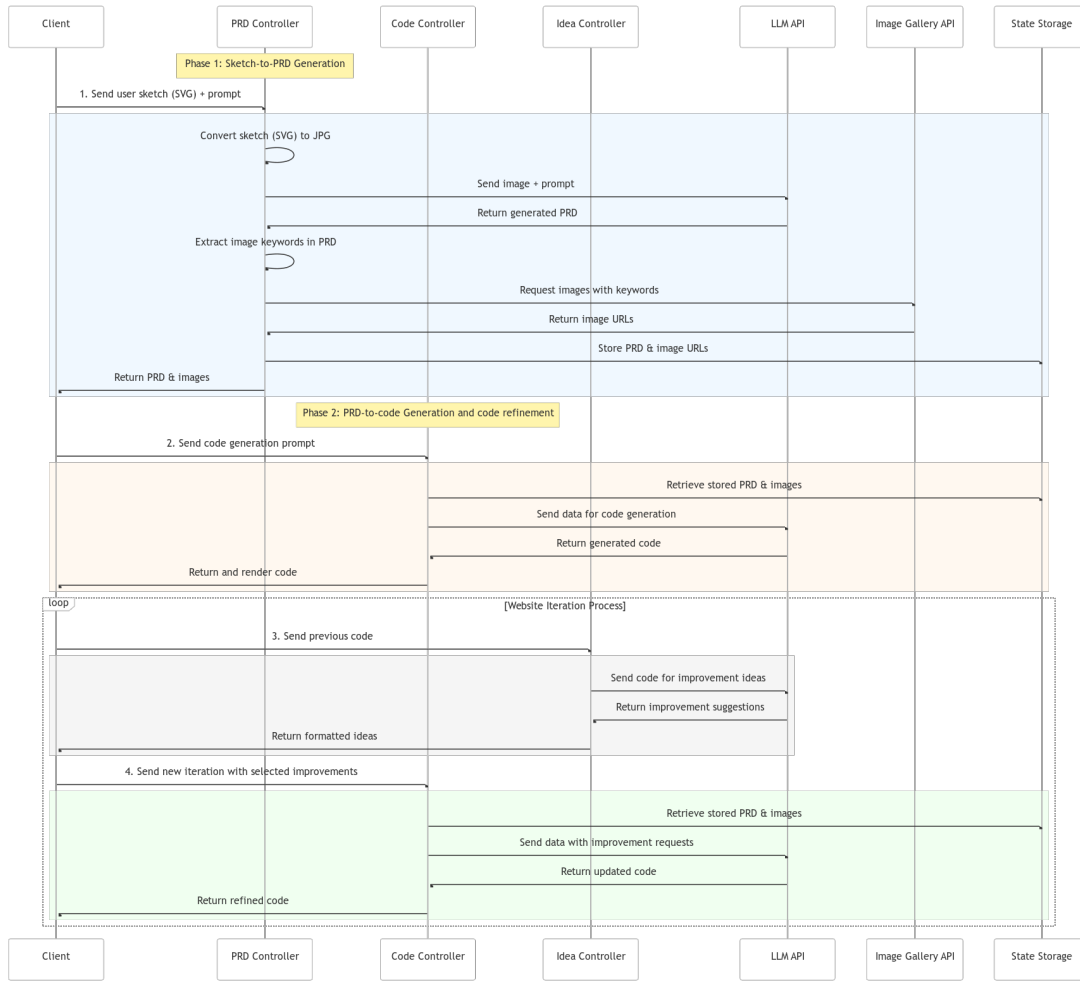 Client
PRD Controller
Code Controller
Idea Controller
LLM API
Image Gallery API
State Storage
Phase 1: Sketch-to-PRD Generation
1. Send user sketch (SVG) + prompt
Convert sketch (SVG) to JPG
Send image + prompt
Return generated PRD
Extract image keywords in PRD
Request images with keywords
Return image URLs
Store PRD & image URLs
Return PRD & images
Phase 2: PRD-to-code Generation and code refinement
2. Send code generation prompt
Retrieve stored PRD & images
Send data for code generation
Return generated code
Return and render code
loop
[Website Iteration Process]
3. Send previous code
Send code for improvement ideas
Return improvement suggestions
Return formatted ideas
4. Send new iteration with selected improvements
Retrieve stored PRD & images
Send data with improvement requests
Return updated code
Return refined code
Client
PRD Controller
Code Controller
Idea Controller
LLM API
Image Gallery API
State Storage